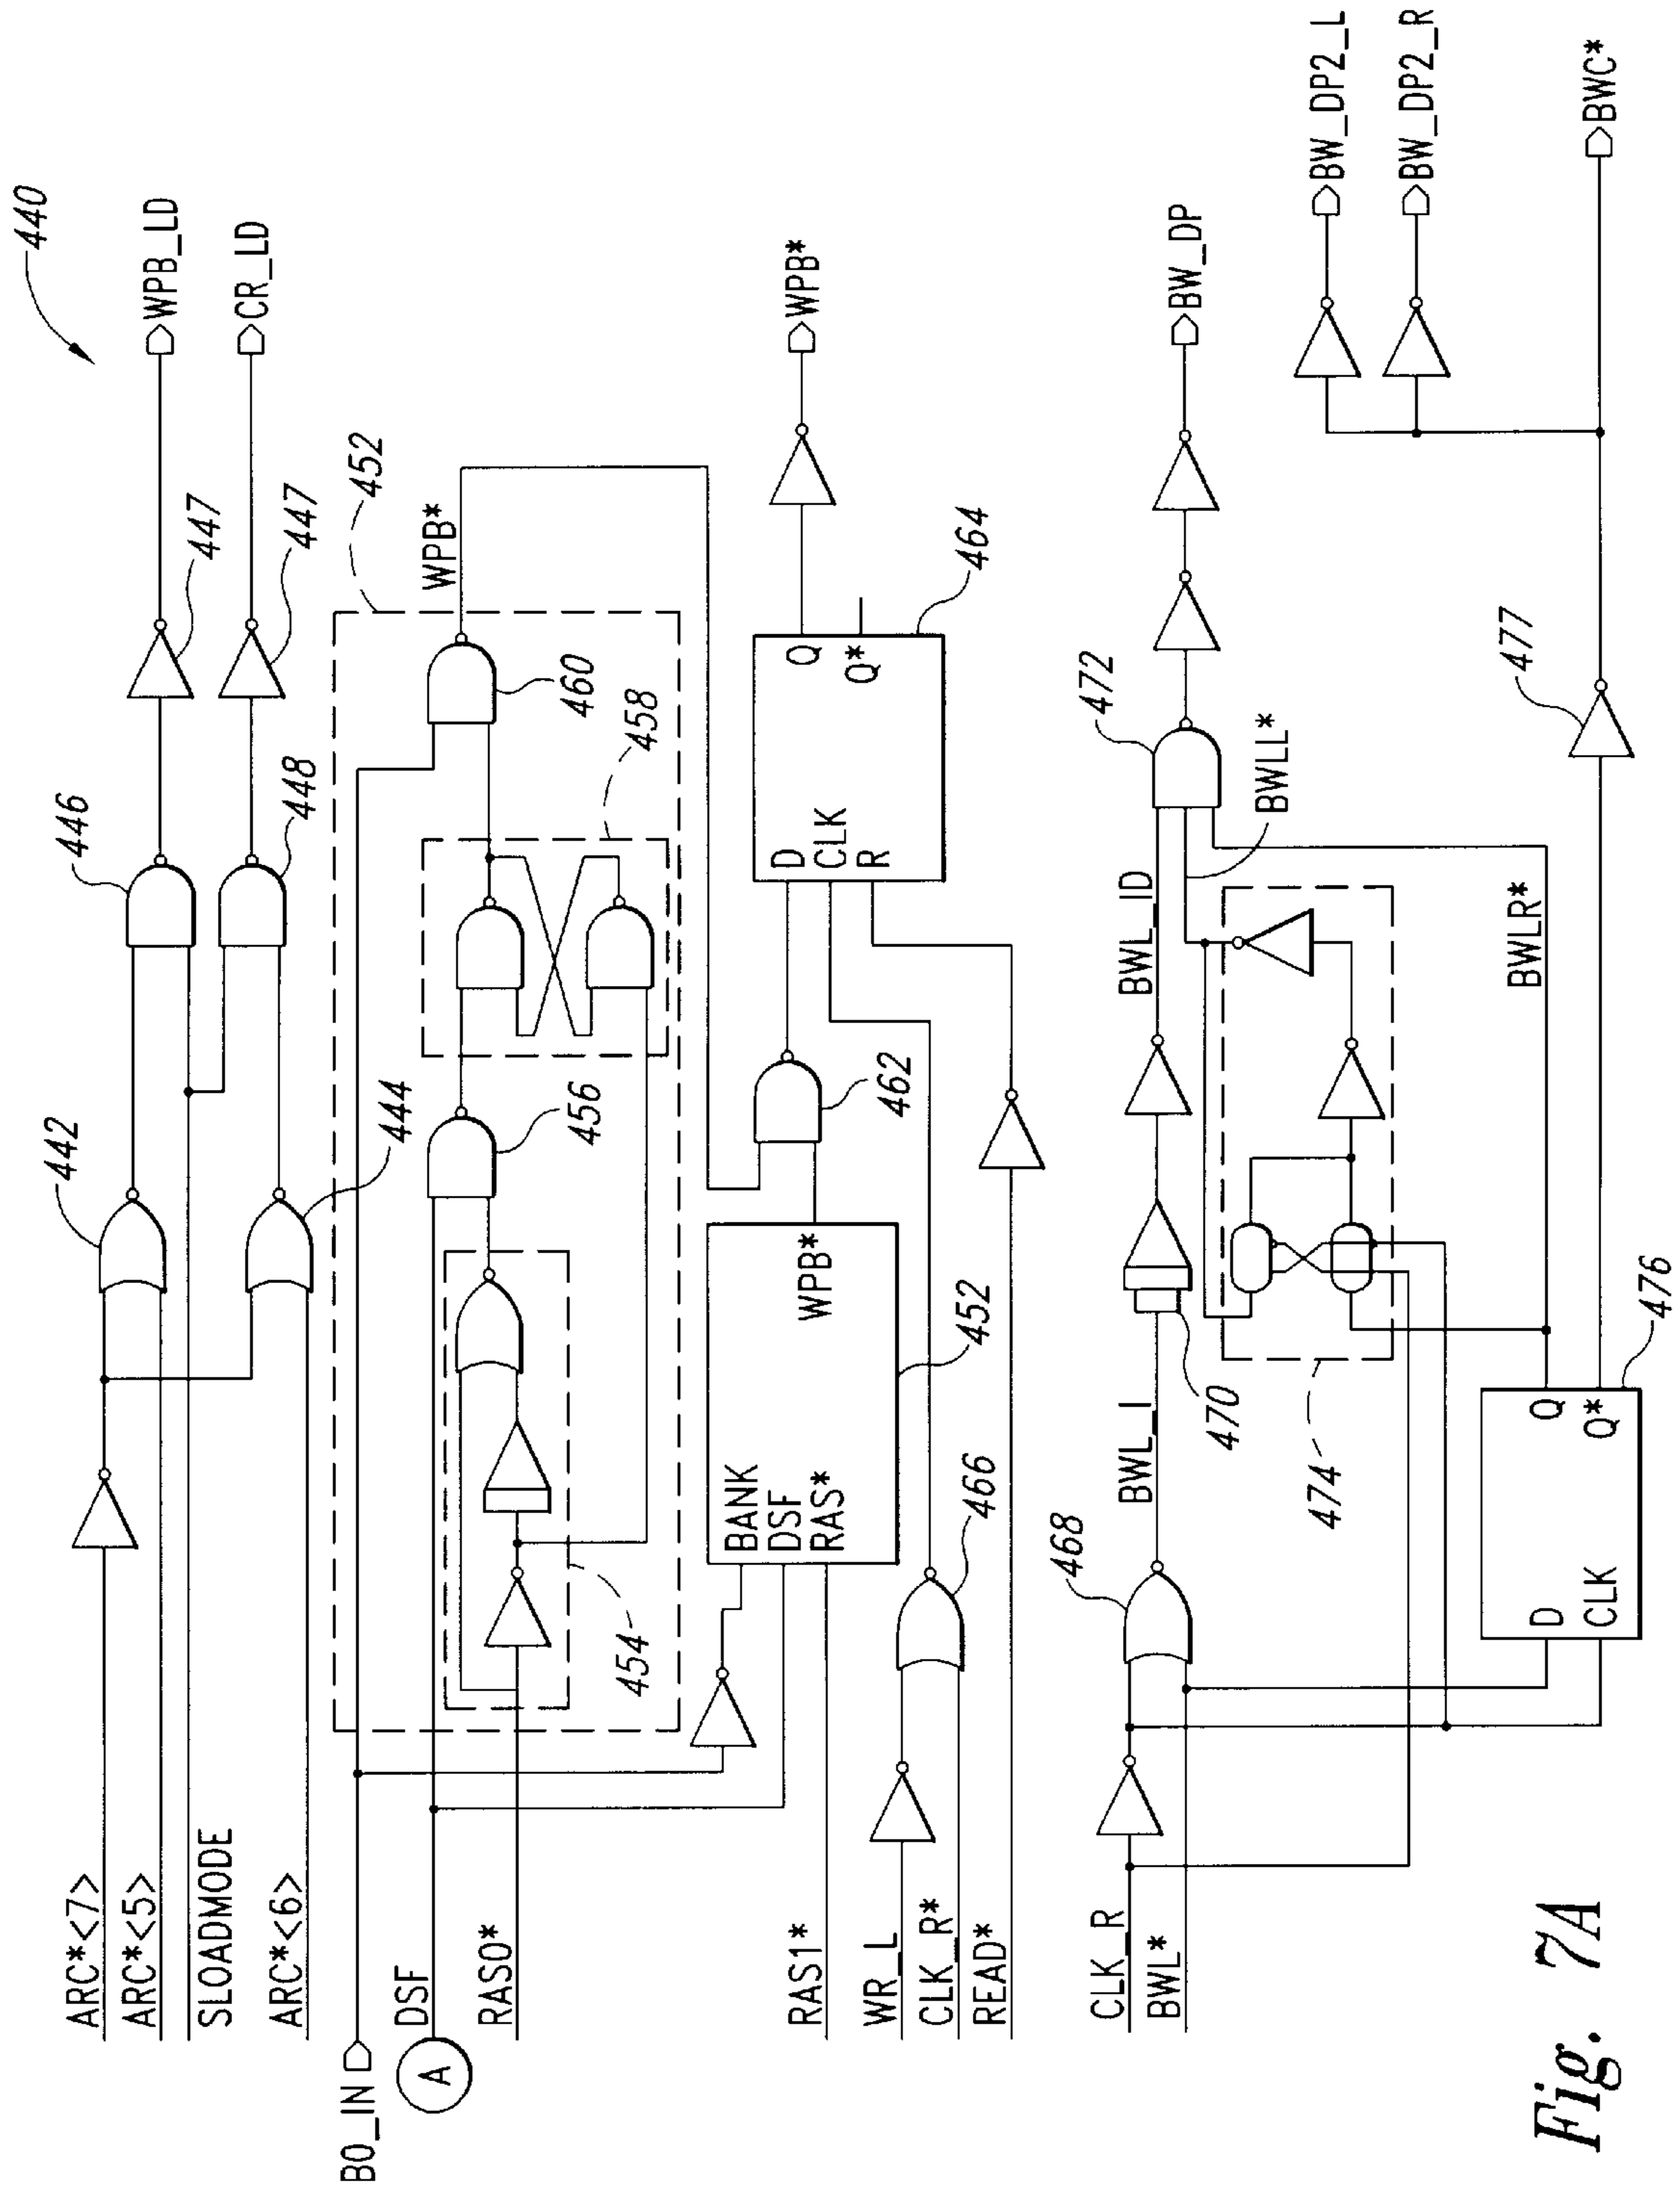 440
ARC*<7>
442
446
447
WPB_LD
ARC*<5>
SLOADMODE
448
447
CR_LD
ARC*<6>
444
452
BO_IN
A
DSF
456
460
WPB*
RAS0*
454
458
BANK
DSF
RAS*
WPB*
452
462
D
CLK
R
Q
Q*
464
WPB*
RAS1*
WR_L
CLK_R*
466
READ*
CLK_R
BWL*
468
BWL_I
470
BWL_ID
472
BW_DP
BWLL*
474
BWLR*
BW_DP2_L
BW_DP2_R
D
CLK
Q
Q*
476
477
BWC*
Fig. 7A